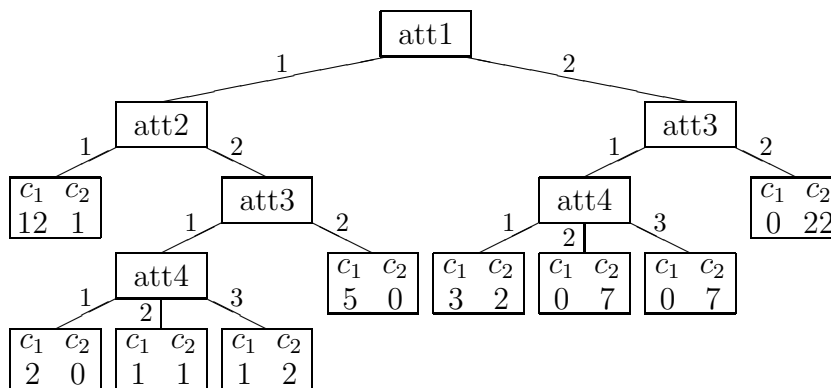 att1
1 2
att2 att3
1 2 1 2
c₁ c₂ att3 att4 c₁ c₂
12 1 0 22
1 2 1 2 3
att4 c₁ c₂ c₁ c₂ c₁ c₂ c₁ c₂
5 0 3 2 0 7 0 7
1 2 3
c₁ c₂ c₁ c₂ c₁ c₂
2 0 1 1 1 2